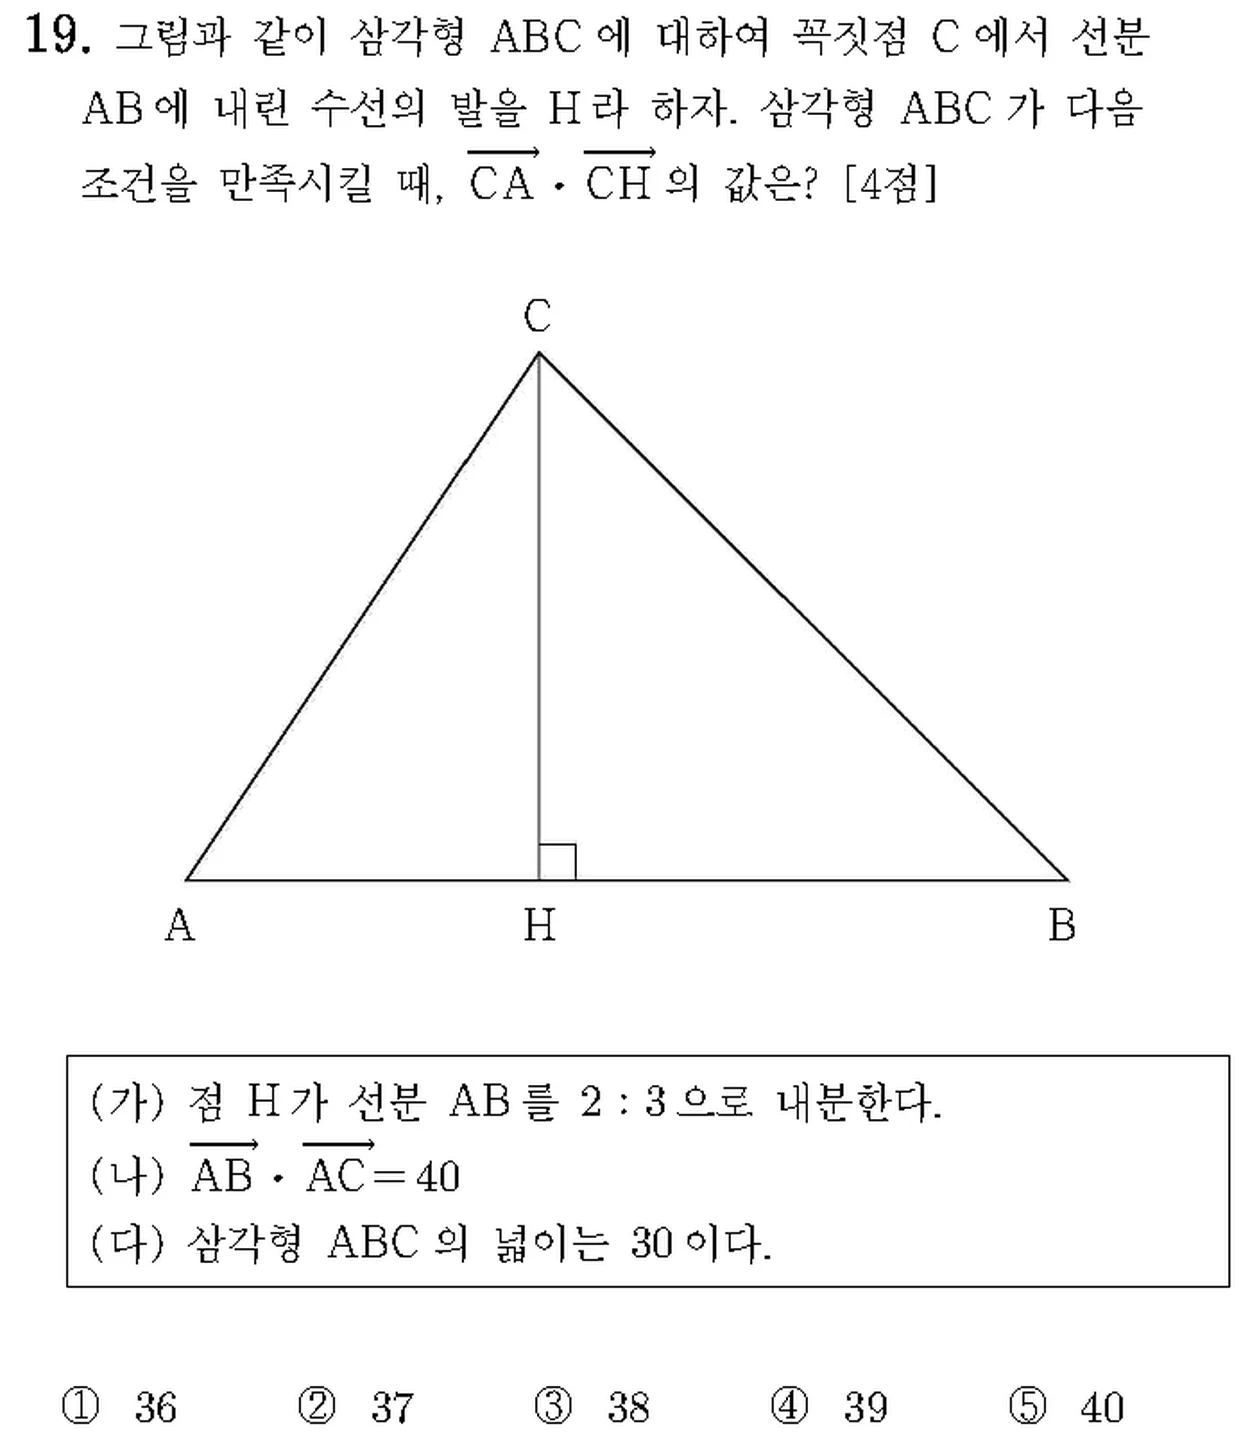 19. 그림과 같이 삼각형 ABC에 대하여 꼭짓점 C에서 선분
AB에 내린 수선의 발을 H라 하자. 삼각형 ABC가 다음
조건을 만족시킬 때, $\overrightarrow{CA} \cdot \overrightarrow{CH}$의 값은? [4점]
C
A H B
(가) 점 H가 선분 AB를 2 : 3으로 내분한다.
(나) $\overrightarrow{AB} \cdot \overrightarrow{AC} = 40$
(다) 삼각형 ABC의 넓이는 30이다.
① 36 ② 37 ③ 38 ④ 39 ⑤ 40